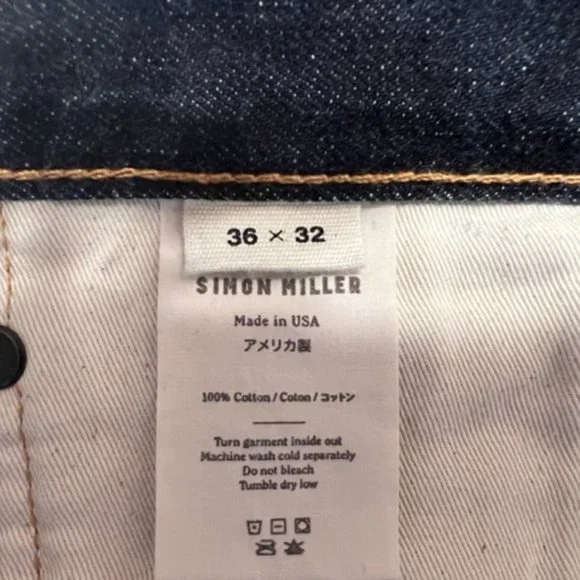 36 × 32
SIMON MILLER
Made in USA
アメリカ製
100% Cotton / Coton / コットン
Turn garment inside out
Machine wash cold separately
Do not bleach
Tumble dry low